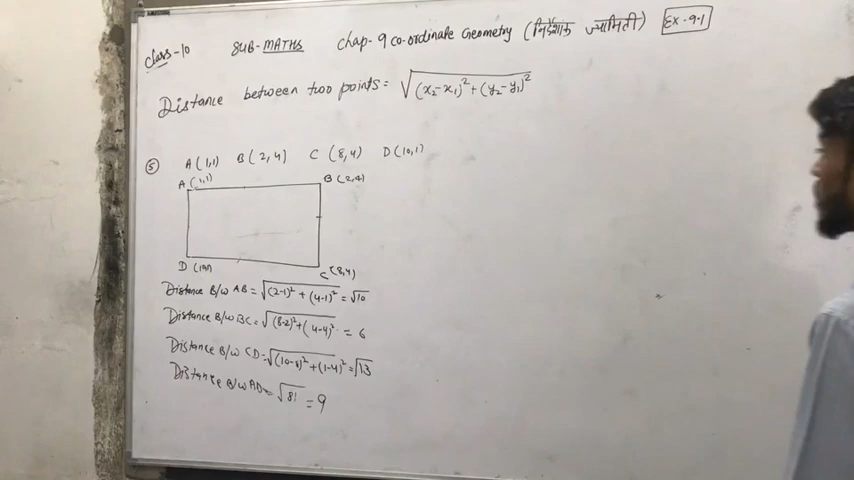 Class-10 SUB-MATHS Chap-9 co-ordinate Geometry (निर्देशांक ज्यामिती) EX-9.1
Distance between two points = √(x₂-x₁)²+(y₂-y₁)²
⑤ A(1,1) B(2,4) C(8,4) D(10,1)
A(1,1) B(2,4)
D C(8,4)
Distance B/w AB = √(2-1)²+(4-1)² = √10
Distance B/w BC = √(8-2)²+(4-4)² = 6
Distance B/w CD = √(10-8)²+(1-4)² = √13
Distance B/w AD = √81 = 9